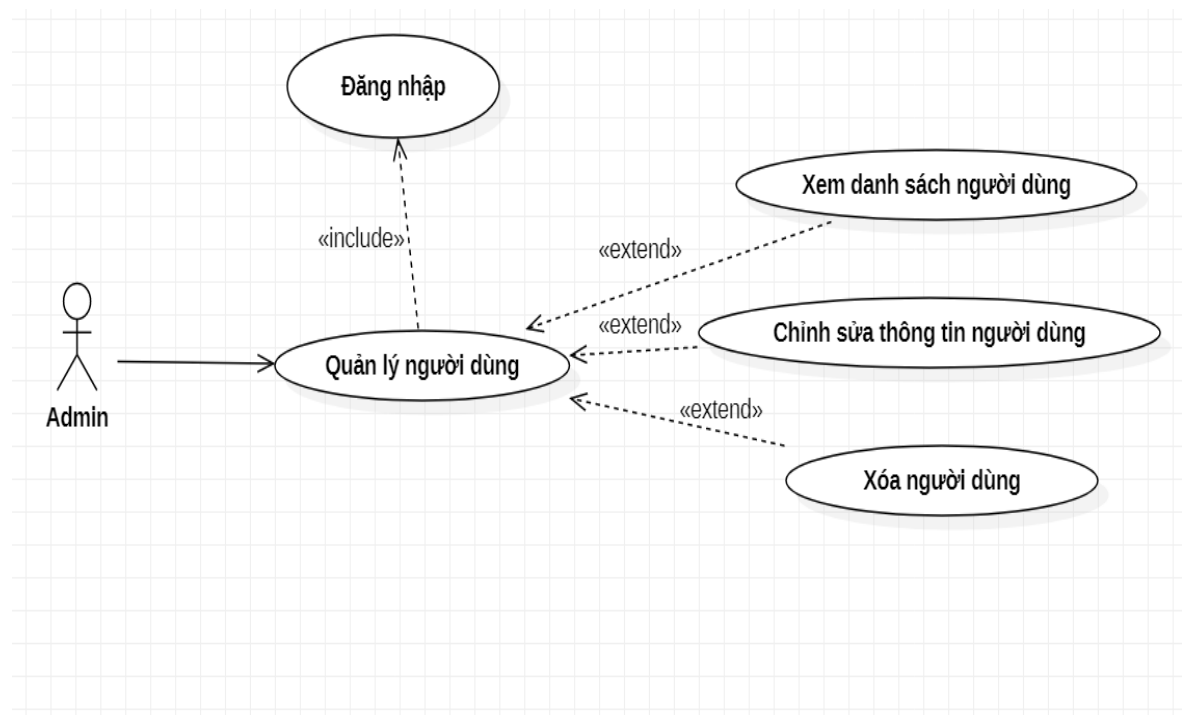 Đăng nhập
Xem danh sách người dùng
«include»
«extend»
«extend»
Chỉnh sửa thông tin người dùng
Quản lý người dùng
Admin
«extend»
Xóa người dùng